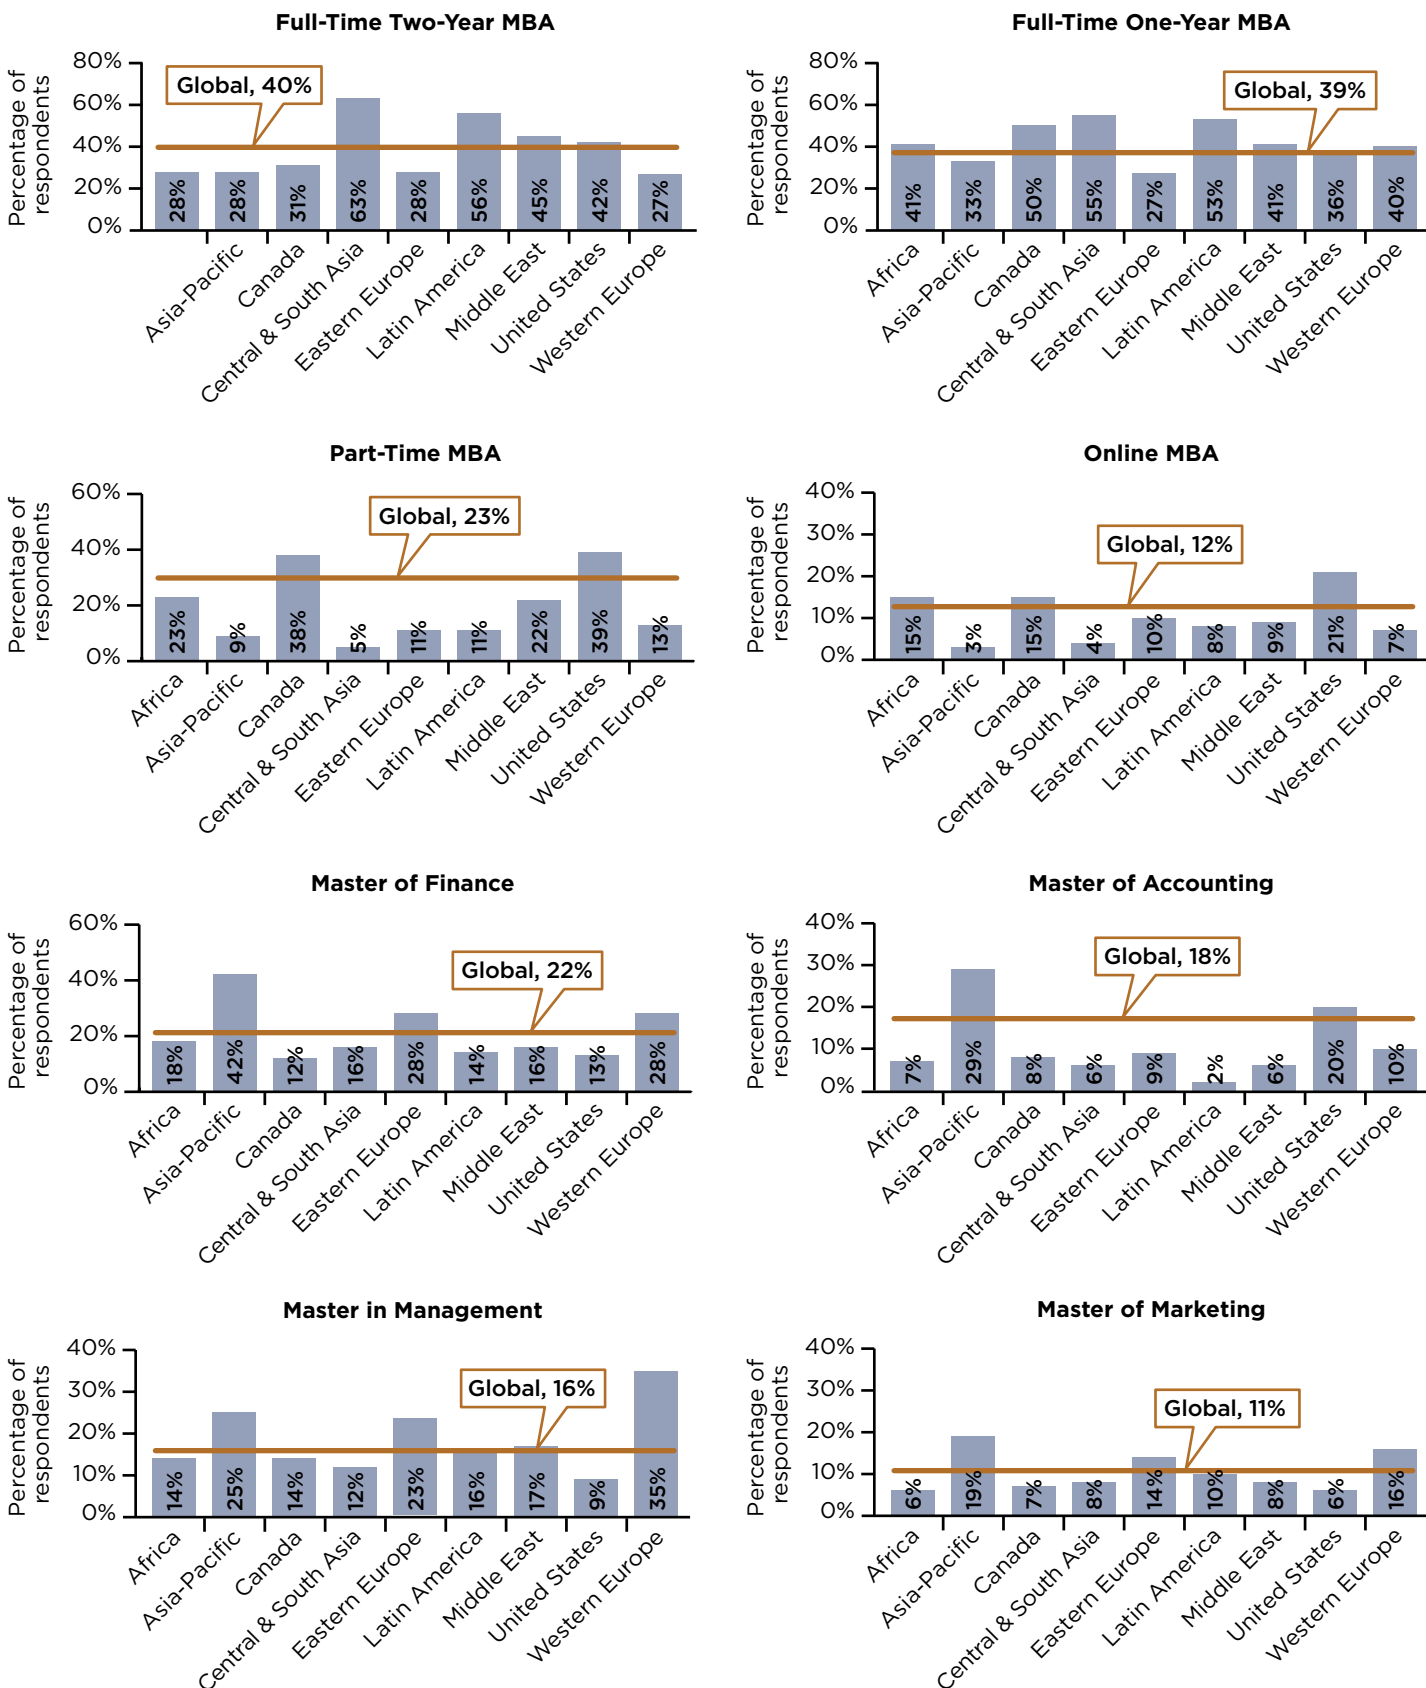 Full-Time Two-Year MBA
Percentage of
respondents
80%
60%
40%
20%
0%
Global, 40%
28%
28%
31%
63%
28%
56%
45%
42%
27%
Asia-Pacific
Canada
Central & South Asia
Eastern Europe
Latin America
Middle East
United States
Western Europe
Full-Time One-Year MBA
Percentage of
respondents
80%
60%
40%
20%
0%
Global, 39%
41%
33%
50%
55%
27%
53%
41%
36%
40%
Africa
Asia-Pacific
Canada
Central & South Asia
Eastern Europe
Latin America
Middle East
United States
Western Europe
Part-Time MBA
Percentage of
respondents
60%
40%
20%
0%
Global, 23%
23%
9%
38%
5%
11%
11%
22%
39%
13%
Africa
Asia-Pacific
Canada
Central & South Asia
Eastern Europe
Latin America
Middle East
United States
Western Europe
Online MBA
Percentage of
respondents
40%
30%
20%
10%
0%
Global, 12%
15%
3%
15%
4%
10%
8%
9%
21%
7%
Africa
Asia-Pacific
Canada
Central & South Asia
Eastern Europe
Latin America
Middle East
United States
Western Europe
Master of Finance
Percentage of
respondents
60%
40%
20%
0%
Global, 22%
18%
42%
12%
16%
28%
14%
16%
13%
28%
Africa
Asia-Pacific
Canada
Central & South Asia
Eastern Europe
Latin America
Middle East
United States
Western Europe
Master of Accounting
Percentage of
respondents
40%
30%
20%
10%
0%
Global, 18%
7%
29%
8%
6%
9%
2%
6%
20%
10%
Africa
Asia-Pacific
Canada
Central & South Asia
Eastern Europe
Latin America
Middle East
United States
Western Europe
Master in Management
Percentage of
respondents
40%
30%
20%
10%
0%
Global, 16%
14%
25%
14%
12%
23%
16%
17%
9%
35%
Africa
Asia-Pacific
Canada
Central & South Asia
Eastern Europe
Latin America
Middle East
United States
Western Europe
Master of Marketing
Percentage of
respondents
40%
30%
20%
10%
0%
Global, 11%
6%
19%
7%
8%
14%
10%
8%
6%
16%
Africa
Asia-Pacific
Canada
Central & South Asia
Eastern Europe
Latin America
Middle East
United States
Western Europe